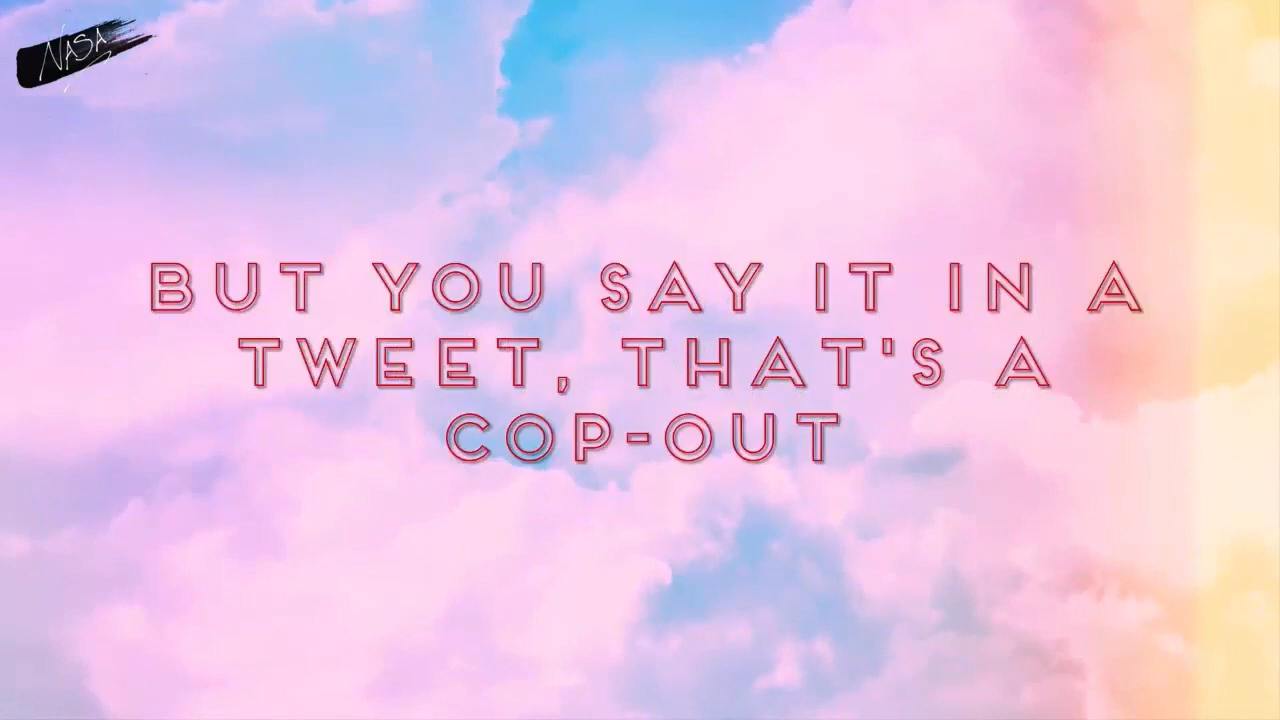 NASA
BUT YOU SAY IT IN A
TWEET, THAT'S A
COP-OUT